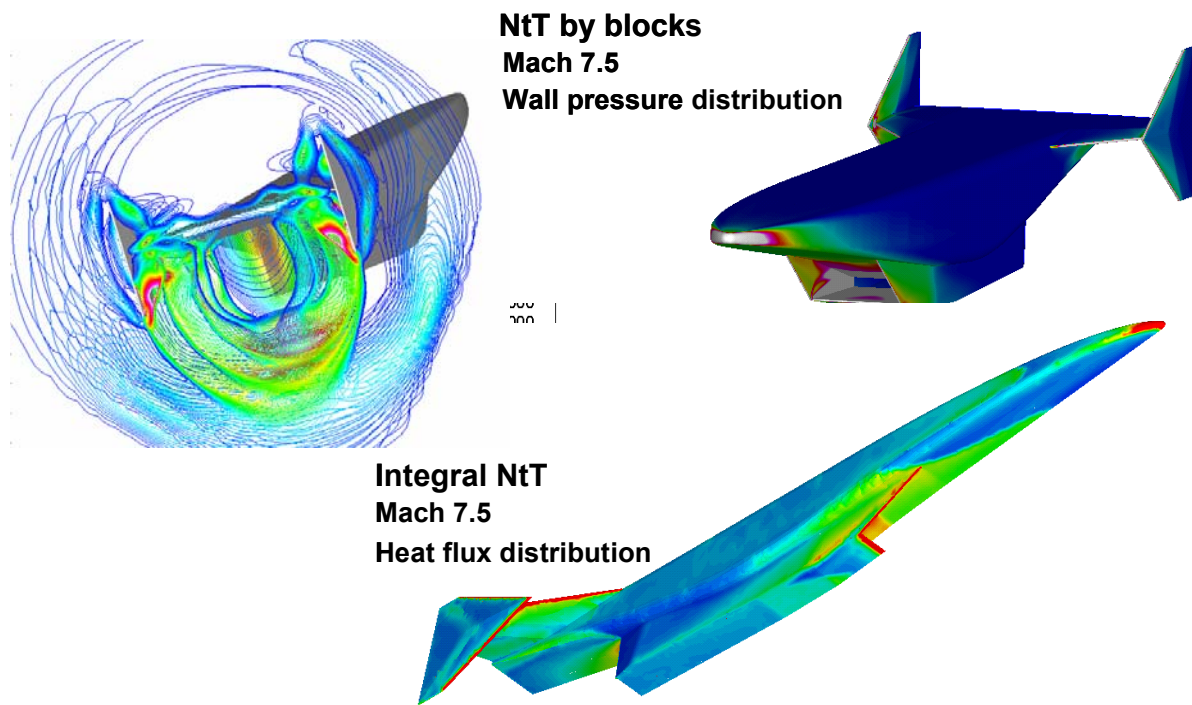 NtT by blocks
Mach 7.5
Wall pressure distribution
Integral NtT
Mach 7.5
Heat flux distribution